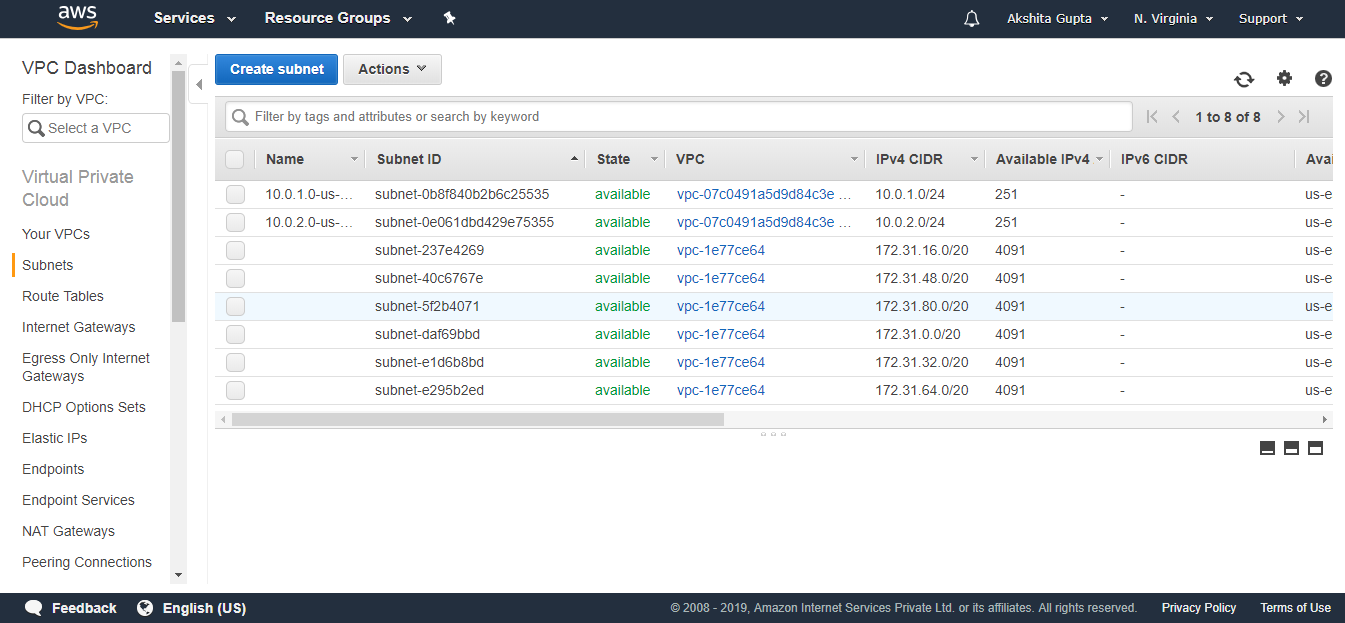 aws Services Resource Groups Akshita Gupta N. Virginia Support
VPC Dashboard
Filter by VPC:
Select a VPC
Virtual Private
Cloud
Your VPCs
Subnets
Route Tables
Internet Gateways
Egress Only Internet
Gateways
DHCP Options Sets
Elastic IPs
Endpoints
Endpoint Services
NAT Gateways
Peering Connections
Create subnet Actions
Filter by tags and attributes or search by keyword 1 to 8 of 8
Name Subnet ID State VPC IPv4 CIDR Available IPv4 IPv6 CIDR Avai
10.0.1.0-us-... subnet-0b8f840b2b6c25535 available vpc-07c0491a5d9d84c3e ... 10.0.1.0/24 251 - us-e
10.0.2.0-us-... subnet-0e061dbd429e75355 available vpc-07c0491a5d9d84c3e ... 10.0.2.0/24 251 - us-e
subnet-237e4269 available vpc-1e77ce64 172.31.16.0/20 4091 - us-e
subnet-40c6767e available vpc-1e77ce64 172.31.48.0/20 4091 - us-e
subnet-5f2b4071 available vpc-1e77ce64 172.31.80.0/20 4091 - us-e
subnet-daf69bbd available vpc-1e77ce64 172.31.0.0/20 4091 - us-e
subnet-e1d6b8bd available vpc-1e77ce64 172.31.32.0/20 4091 - us-e
subnet-e295b2ed available vpc-1e77ce64 172.31.64.0/20 4091 - us-e
Feedback English (US) © 2008 - 2019, Amazon Internet Services Private Ltd. or its affiliates. All rights reserved. Privacy Policy Terms of Use